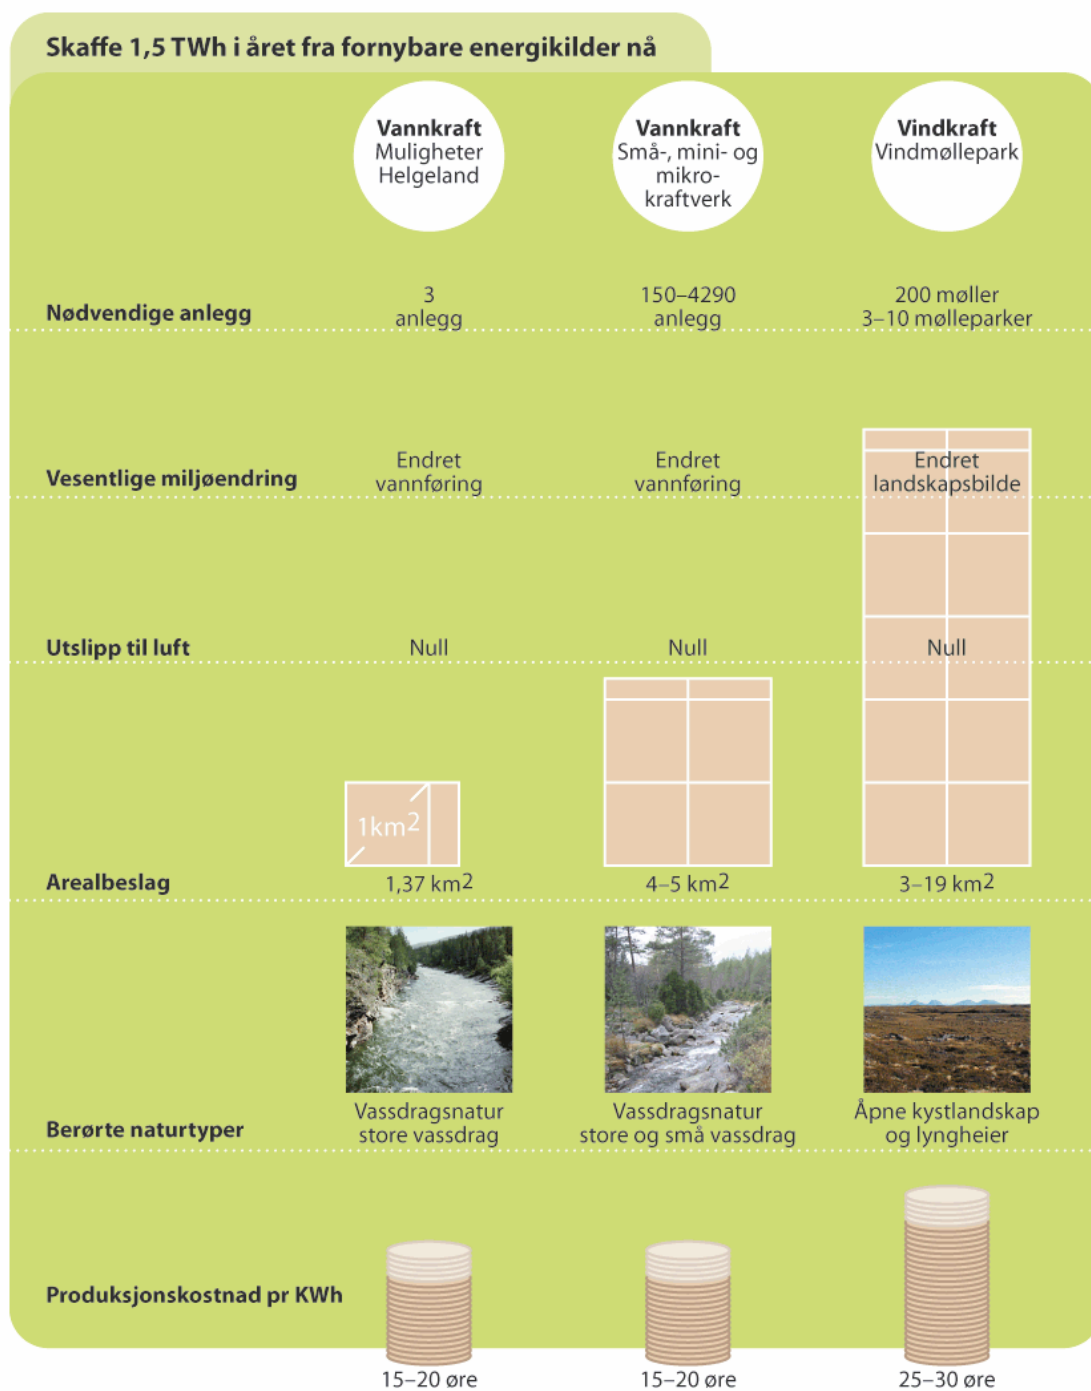 Skaffe 1,5 TWh i året fra fornybare energikilder nå
Vannkraft
Muligheter
Helgeland
Vannkraft
Små-, mini- og
mikro-
kraftverk
Vindkraft
Vindmøllepark
Nødvendige anlegg
3
anlegg
150–4290
anlegg
200 møller
3–10 mølleparker
Vesentlige miljøendring
Endret
vannføring
Endret
vannføring
Endret
landskapsbilde
Utslipp til luft
Null
Null
Null
1km2
Arealbeslag
1,37 km2
4–5 km2
3–19 km2
Berørte naturtyper
Vassdragsnatur
store vassdrag
Vassdragsnatur
store og små vassdrag
Åpne kystlandskap
og lyngheier
Produksjonskostnad pr KWh
15–20 øre
15–20 øre
25–30 øre